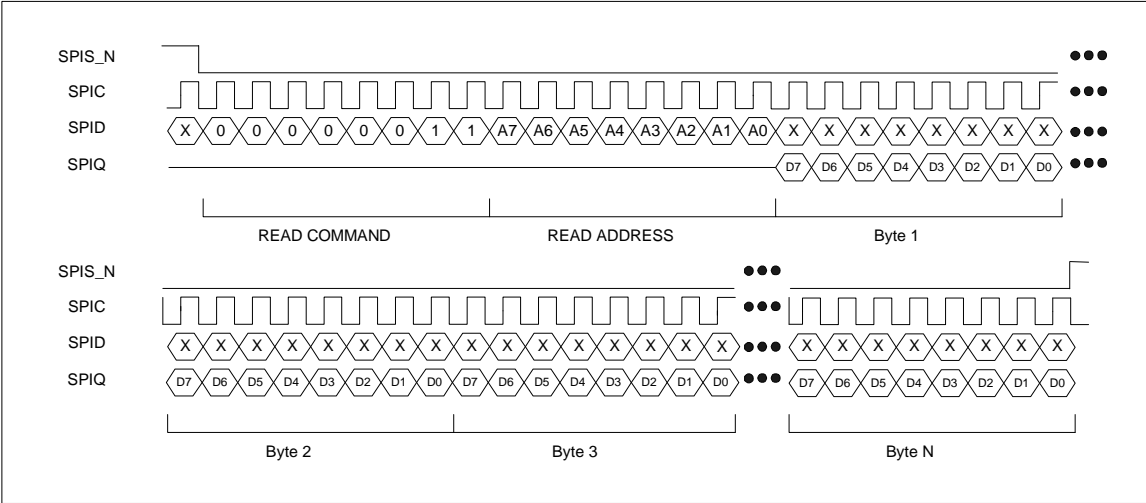 SPIS_N
SPIC
SPID X 0 0 0 0 0 0 1 1 A7 A6 A5 A4 A3 A2 A1 A0 X X X X X X X X
SPIQ D7 D6 D5 D4 D3 D2 D1 D0
READ COMMAND READ ADDRESS Byte 1
SPIS_N
SPIC
SPID X X X X X X X X X X X X X X X X X X X X X X X X
SPIQ D7 D6 D5 D4 D3 D2 D1 D0 D7 D6 D5 D4 D3 D2 D1 D0 D7 D6 D5 D4 D3 D2 D1 D0
Byte 2 Byte 3 Byte N